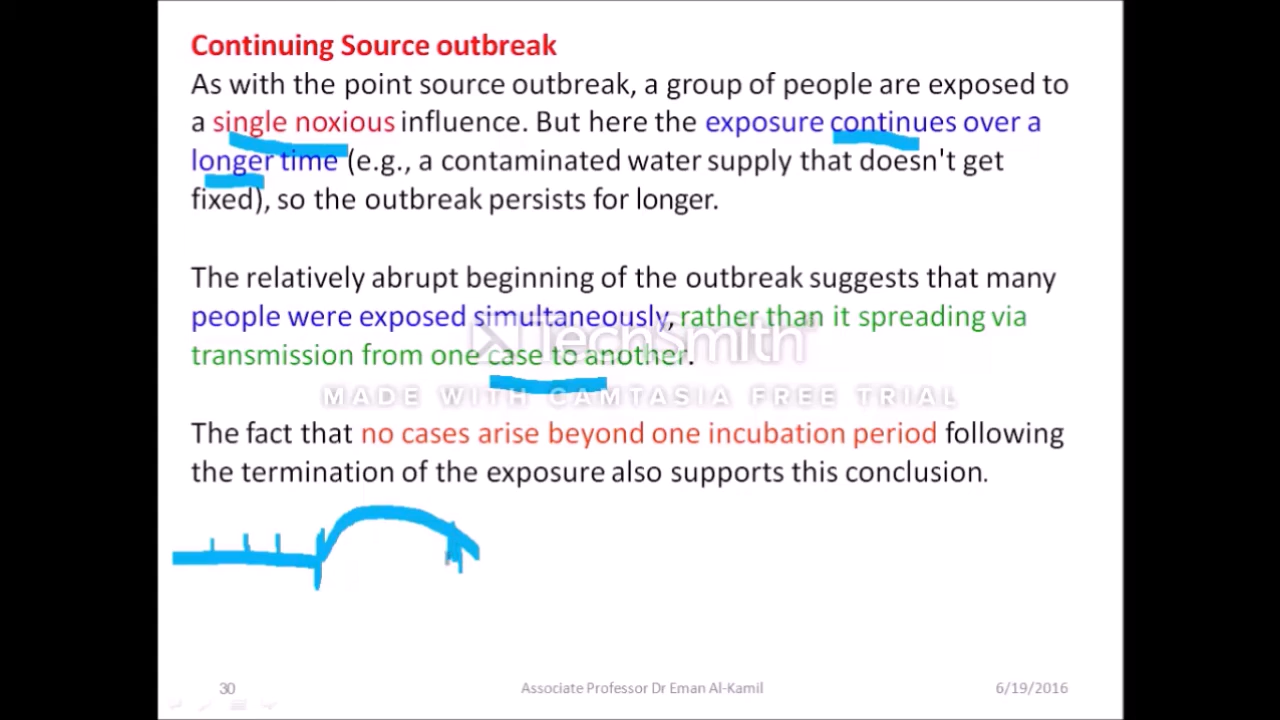 Continuing Source outbreak
As with the point source outbreak, a group of people are exposed to
a single noxious influence. But here the exposure continues over a
longer time (e.g., a contaminated water supply that doesn't get
fixed), so the outbreak persists for longer.
The relatively abrupt beginning of the outbreak suggests that many
people were exposed simultaneously, rather than it spreading via
TechSmith
transmission from one case to another.
MADE WITH CAMTASIA FREE TRIAL
The fact that no cases arise beyond one incubation period following
the termination of the exposure also supports this conclusion.
30 Associate Professor Dr Eman Al-Kamil 6/19/2016